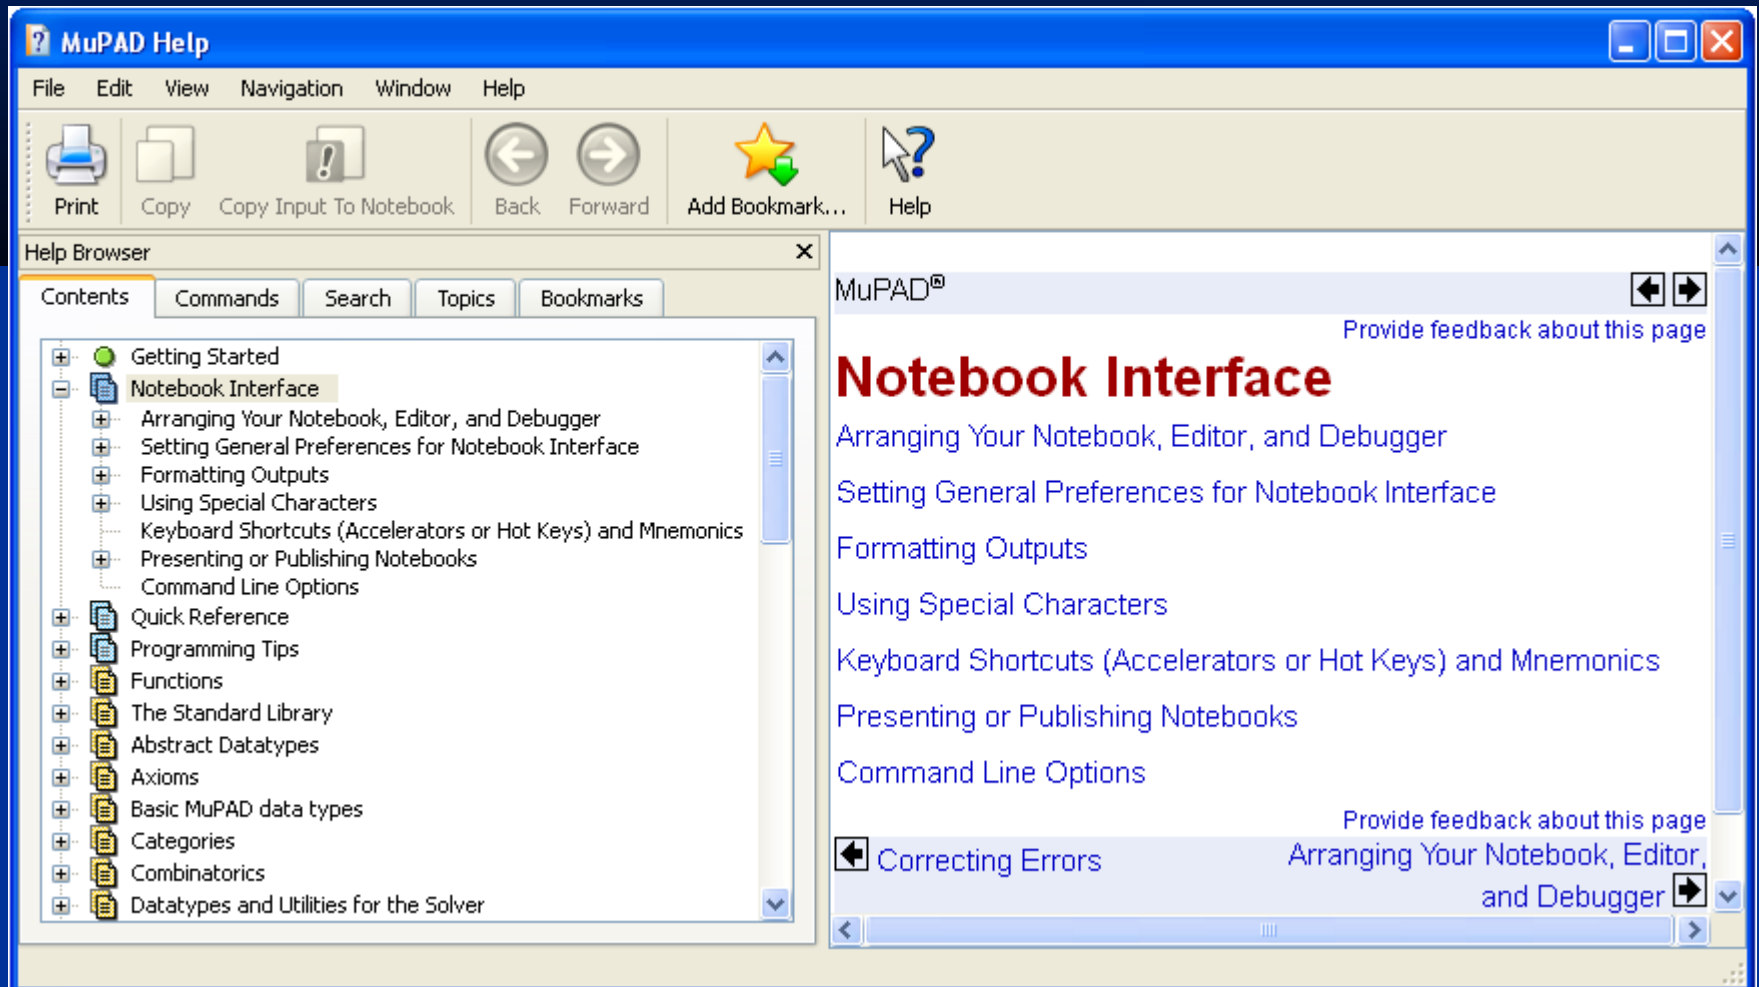 MuPAD Help
File Edit View Navigation Window Help
Print Copy Copy Input To Notebook Back Forward Add Bookmark... Help
Help Browser
Contents Commands Search Topics Bookmarks
Getting Started
Notebook Interface
Arranging Your Notebook, Editor, and Debugger
Setting General Preferences for Notebook Interface
Formatting Outputs
Using Special Characters
Keyboard Shortcuts (Accelerators or Hot Keys) and Mnemonics
Presenting or Publishing Notebooks
Command Line Options
Quick Reference
Programming Tips
Functions
The Standard Library
Abstract Datatypes
Axioms
Basic MuPAD data types
Categories
Combinatorics
Datatypes and Utilities for the Solver
MuPAD®
Provide feedback about this page
Notebook Interface
Arranging Your Notebook, Editor, and Debugger
Setting General Preferences for Notebook Interface
Formatting Outputs
Using Special Characters
Keyboard Shortcuts (Accelerators or Hot Keys) and Mnemonics
Presenting or Publishing Notebooks
Command Line Options
Provide feedback about this page
Correcting Errors
Arranging Your Notebook, Editor,
and Debugger